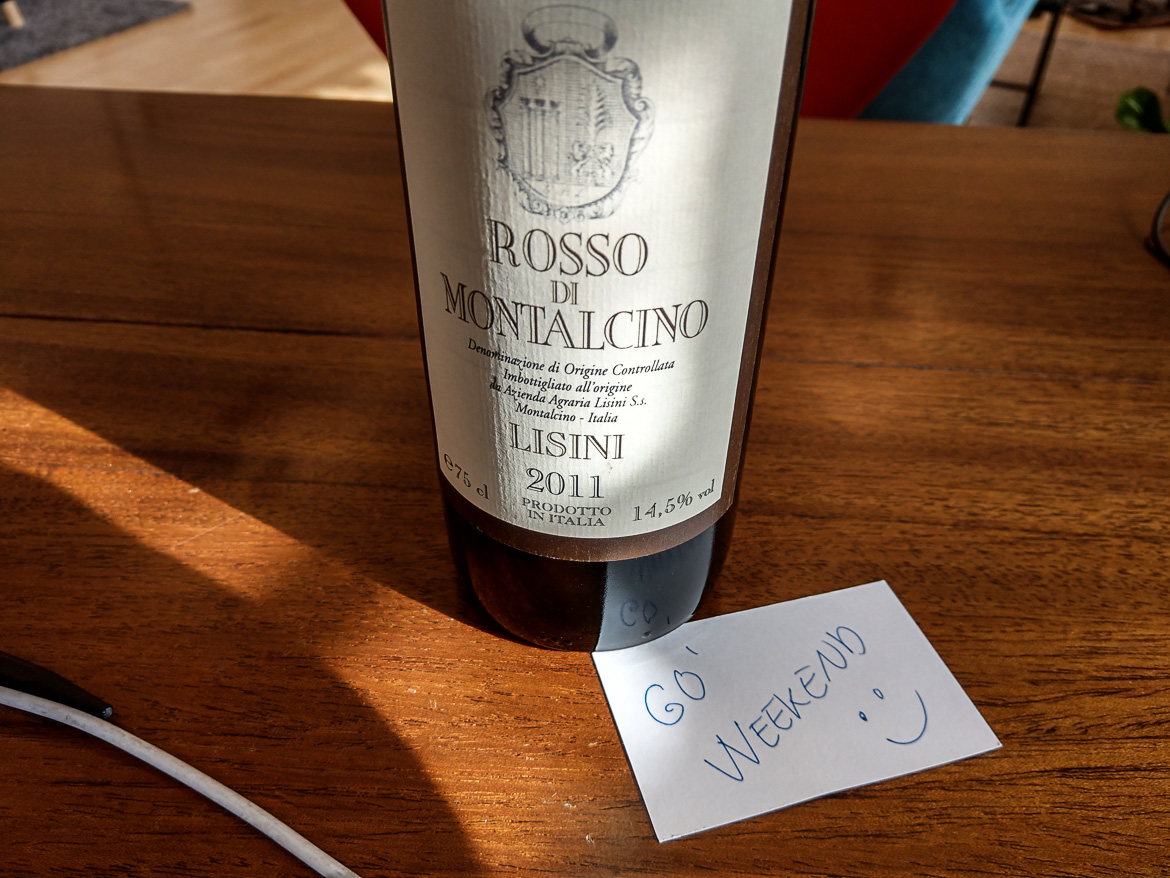 ROSSO
DI
MONTALCINO
Denominazione di Origine Controllata
Imbottigliato all'origine
da Azienda Agraria Lisini S.s.
Montalcino - Italia
LISINI
2011
℮75 cl
PRODOTTO
IN ITALIA
14,5% vol
GO'
WEEKEND